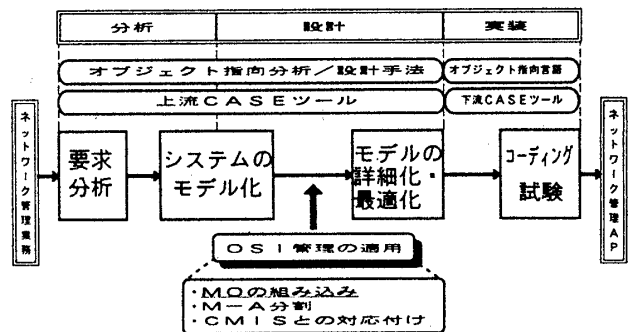 分析
設計
実装
オブジェクト指向分析／設計手法
オブジェクト指向言語
上流CASEツール
下流CASEツール
ネットワーク管理業務
要求
分析
システムの
モデル化
モデルの
詳細化・
最適化
コーディング
試験
ネットワーク管理AP
OSI管理の適用
・MOの組み込み
・M－A分割
・CMISとの対応付け